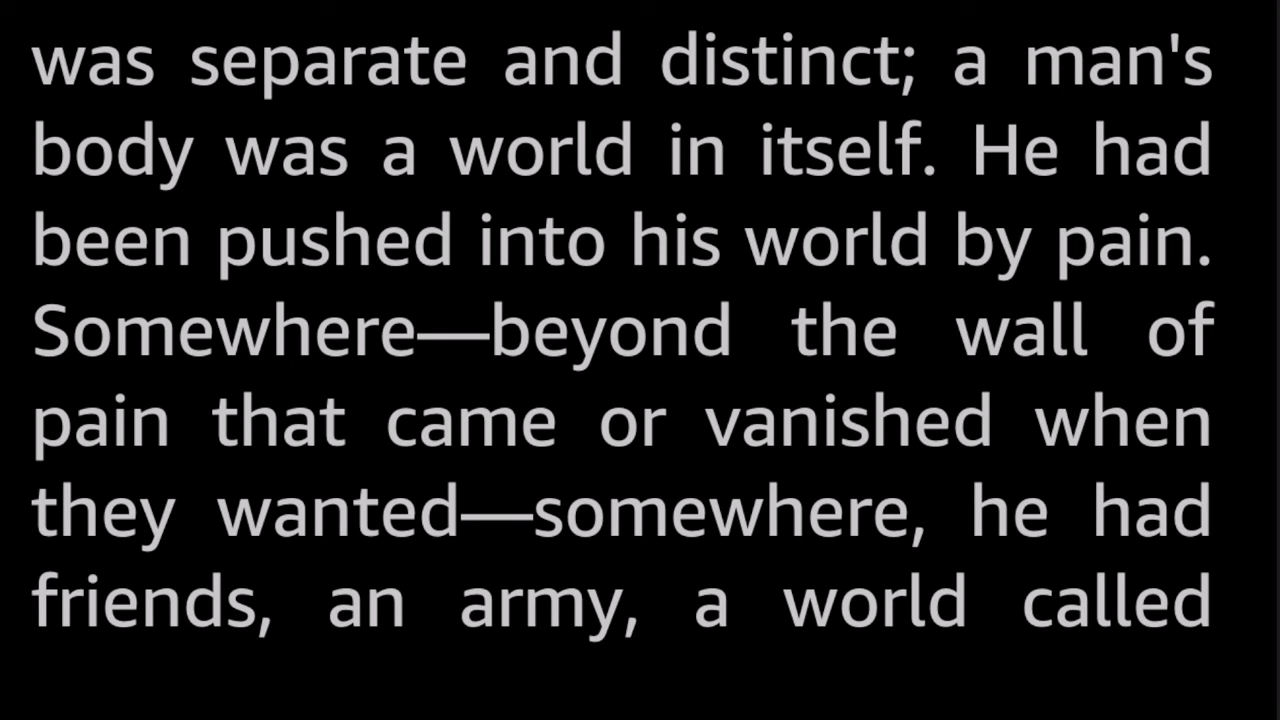 was separate and distinct; a man's
body was a world in itself. He had
been pushed into his world by pain.
Somewhere—beyond the wall of
pain that came or vanished when
they wanted—somewhere, he had
friends, an army, a world called